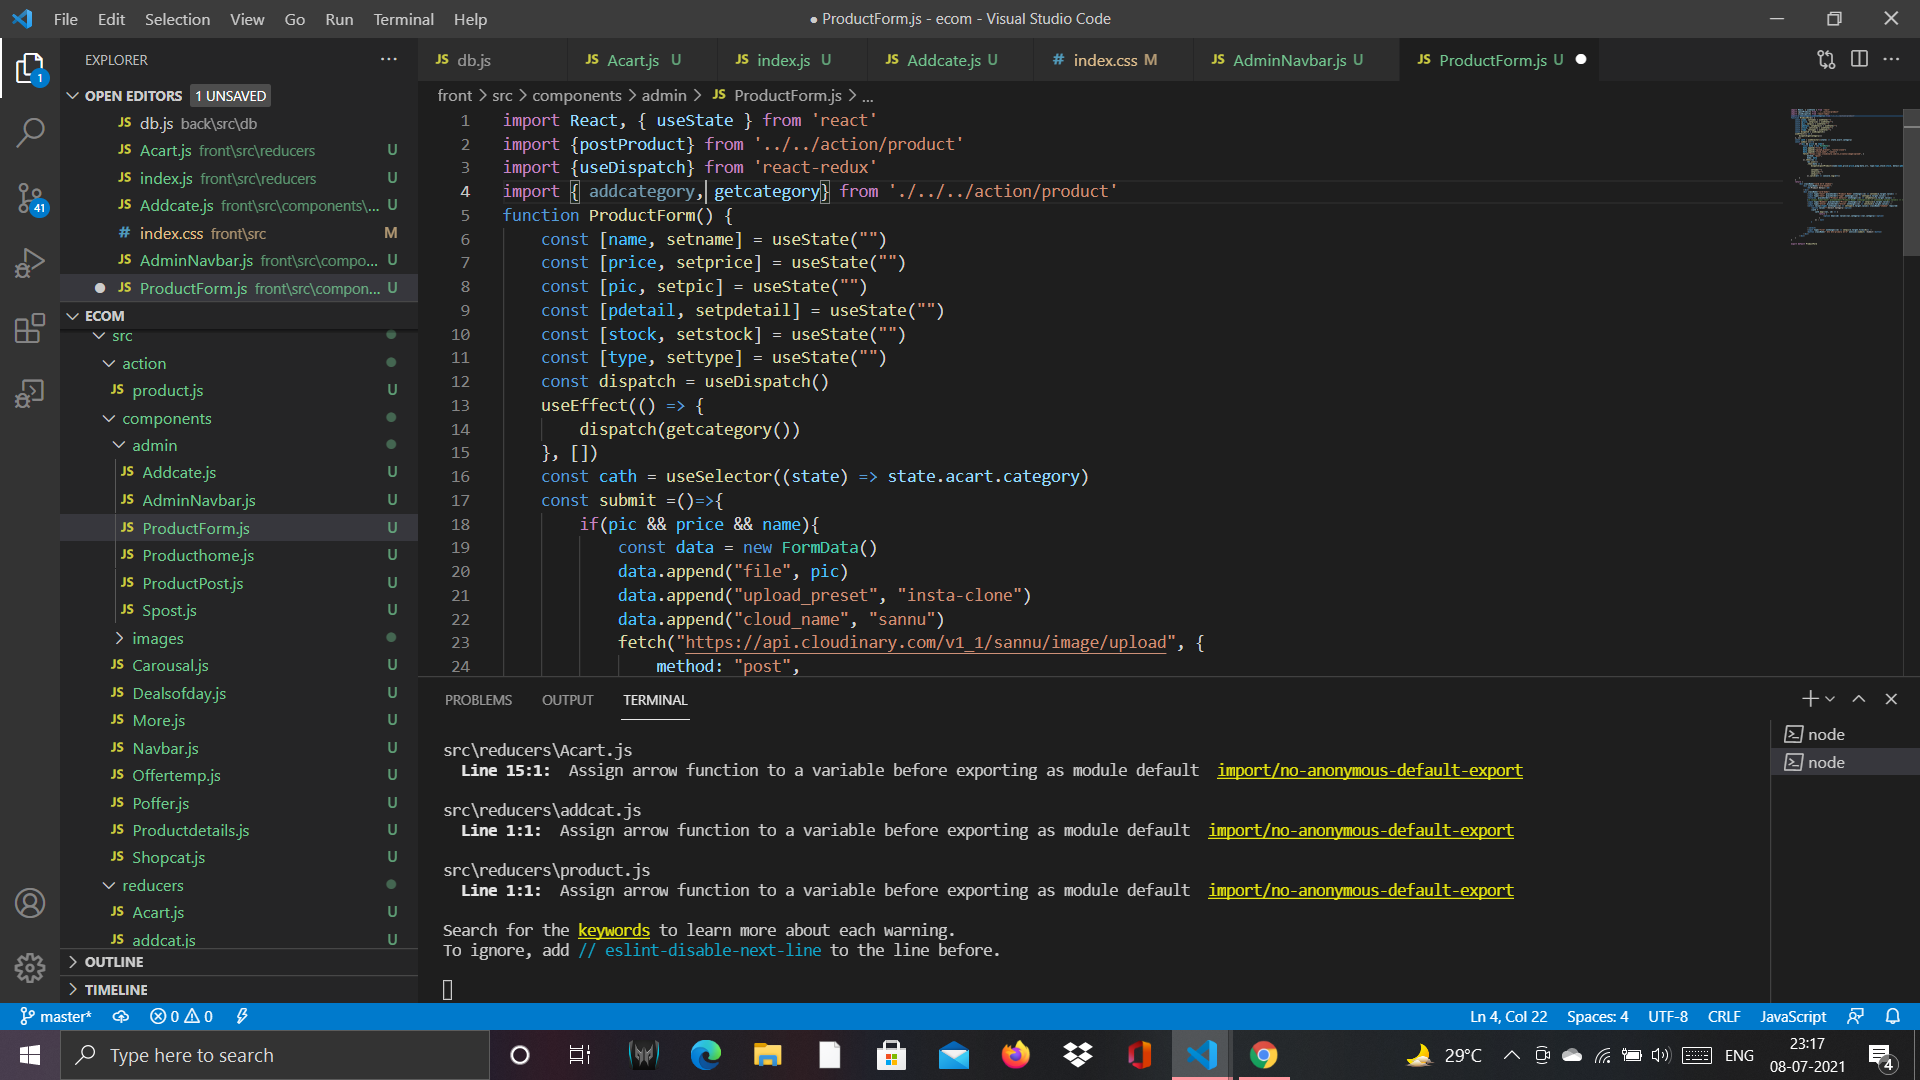 File Edit Selection View Go Run Terminal Help
● ProductForm.js - ecom - Visual Studio Code
EXPLORER
OPEN EDITORS 1 UNSAVED
JS db.js back\src\db
JS Acart.js front\src\reducers U
JS index.js front\src\reducers U
JS Addcate.js front\src\components\... U
# index.css front\src M
JS AdminNavbar.js front\src\compo... U
● JS ProductForm.js front\src\compon... U
ECOM
src
action
JS product.js U
components
admin
JS Addcate.js U
JS AdminNavbar.js U
JS ProductForm.js U
JS Producthome.js U
JS ProductPost.js U
JS Spost.js U
images
JS Carousal.js U
JS Dealsofday.js U
JS More.js U
JS Navbar.js U
JS Offertemp.js U
JS Poffer.js U
JS Productdetails.js U
JS Shopcat.js U
reducers
JS Acart.js U
JS addcat.js U
OUTLINE
TIMELINE
1
41
JS db.js JS Acart.js U JS index.js U JS Addcate.js U # index.css M JS AdminNavbar.js U JS ProductForm.js U ●
front > src > components > admin > JS ProductForm.js > ...
1 import React, { useState } from 'react'
2 import {postProduct} from '../../action/product'
3 import {useDispatch} from 'react-redux'
4 import { addcategory, getcategory} from './../../action/product'
5 function ProductForm() {
6 const [name, setname] = useState("")
7 const [price, setprice] = useState("")
8 const [pic, setpic] = useState("")
9 const [pdetail, setpdetail] = useState("")
10 const [stock, setstock] = useState("")
11 const [type, settype] = useState("")
12 const dispatch = useDispatch()
13 useEffect(() => {
14 dispatch(getcategory())
15 }, [])
16 const cath = useSelector((state) => state.acart.category)
17 const submit =()=>{
18 if(pic && price && name){
19 const data = new FormData()
20 data.append("file", pic)
21 data.append("upload_preset", "insta-clone")
22 data.append("cloud_name", "sannu")
23 fetch("https://api.cloudinary.com/v1_1/sannu/image/upload", {
24 method: "post",
PROBLEMS OUTPUT TERMINAL
node
node
src\reducers\Acart.js
Line 15:1: Assign arrow function to a variable before exporting as module default import/no-anonymous-default-export
src\reducers\addcat.js
Line 1:1: Assign arrow function to a variable before exporting as module default import/no-anonymous-default-export
src\reducers\product.js
Line 1:1: Assign arrow function to a variable before exporting as module default import/no-anonymous-default-export
Search for the keywords to learn more about each warning.
To ignore, add // eslint-disable-next-line to the line before.
master* 0 0 Ln 4, Col 22 Spaces: 4 UTF-8 CRLF JavaScript
Type here to search
29°C ENG
23:17
08-07-2021
4